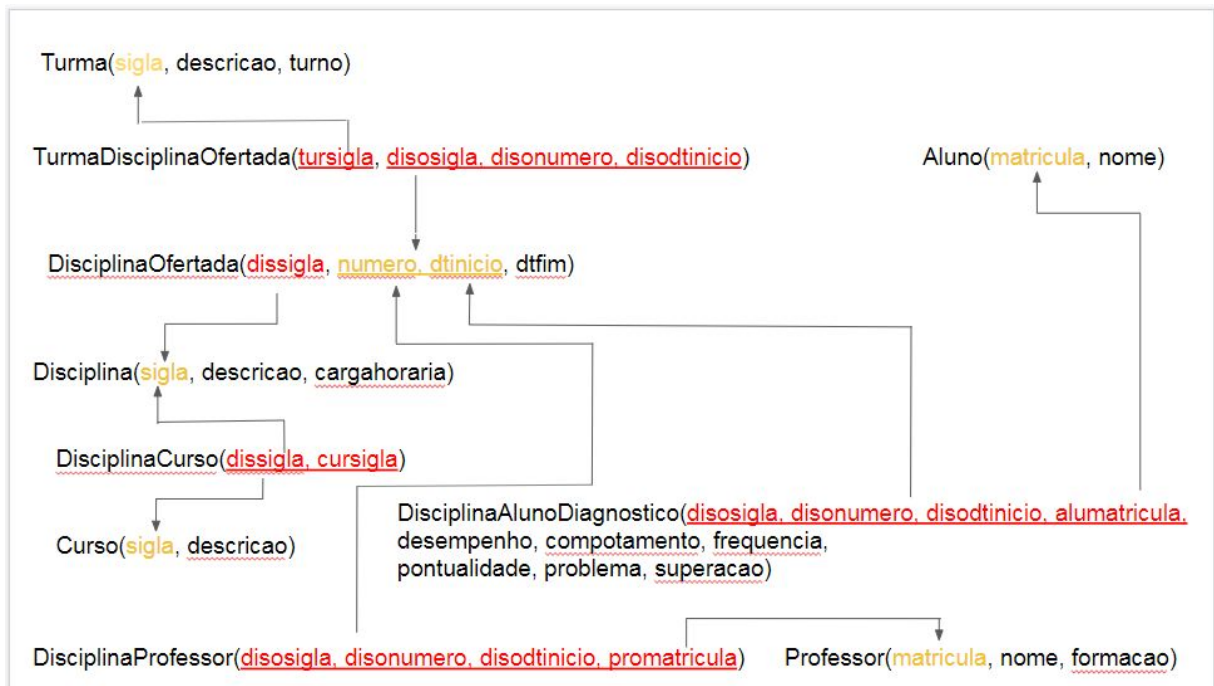 Turma(sigla, descricao, turno)
TurmaDisciplinaOfertada(tursigla, disosigla, disonumero, disodtinicio)
Aluno(matricula, nome)
DisciplinaOfertada(dissigla, numero, dtinicio, dtfim)
Disciplina(sigla, descricao, cargahoraria)
DisciplinaCurso(dissigla, cursigla)
Curso(sigla, descricao)
DisciplinaAlunoDiagnostico(disosigla, disonumero, disodtinicio, alumatricula,
desempenho, compotamento, frequencia,
pontualidade, problema, superacao)
DisciplinaProfessor(disosigla, disonumero, disodtinicio, promatricula)
Professor(matricula, nome, formacao)